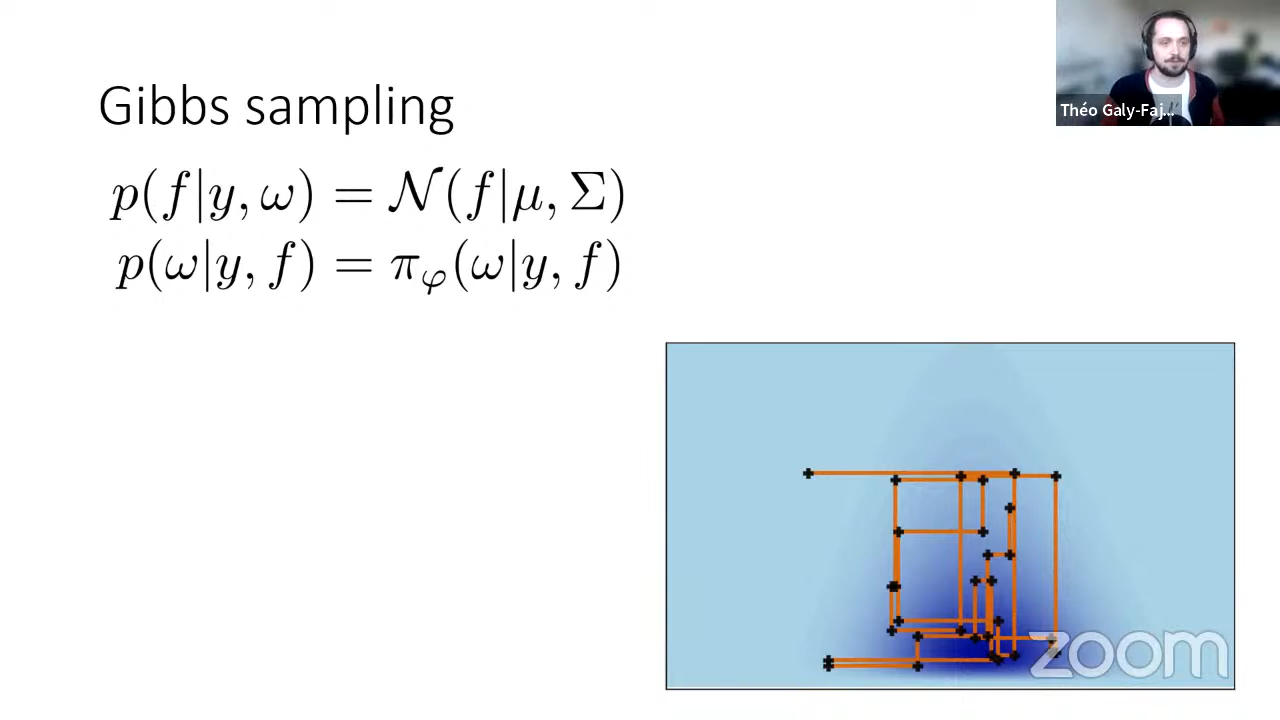 Théo Galy-Faj...
Gibbs sampling
p(f|y, ω) = 𝒩(f|μ, Σ)
p(ω|y, f) = π_φ(ω|y, f)
zoom